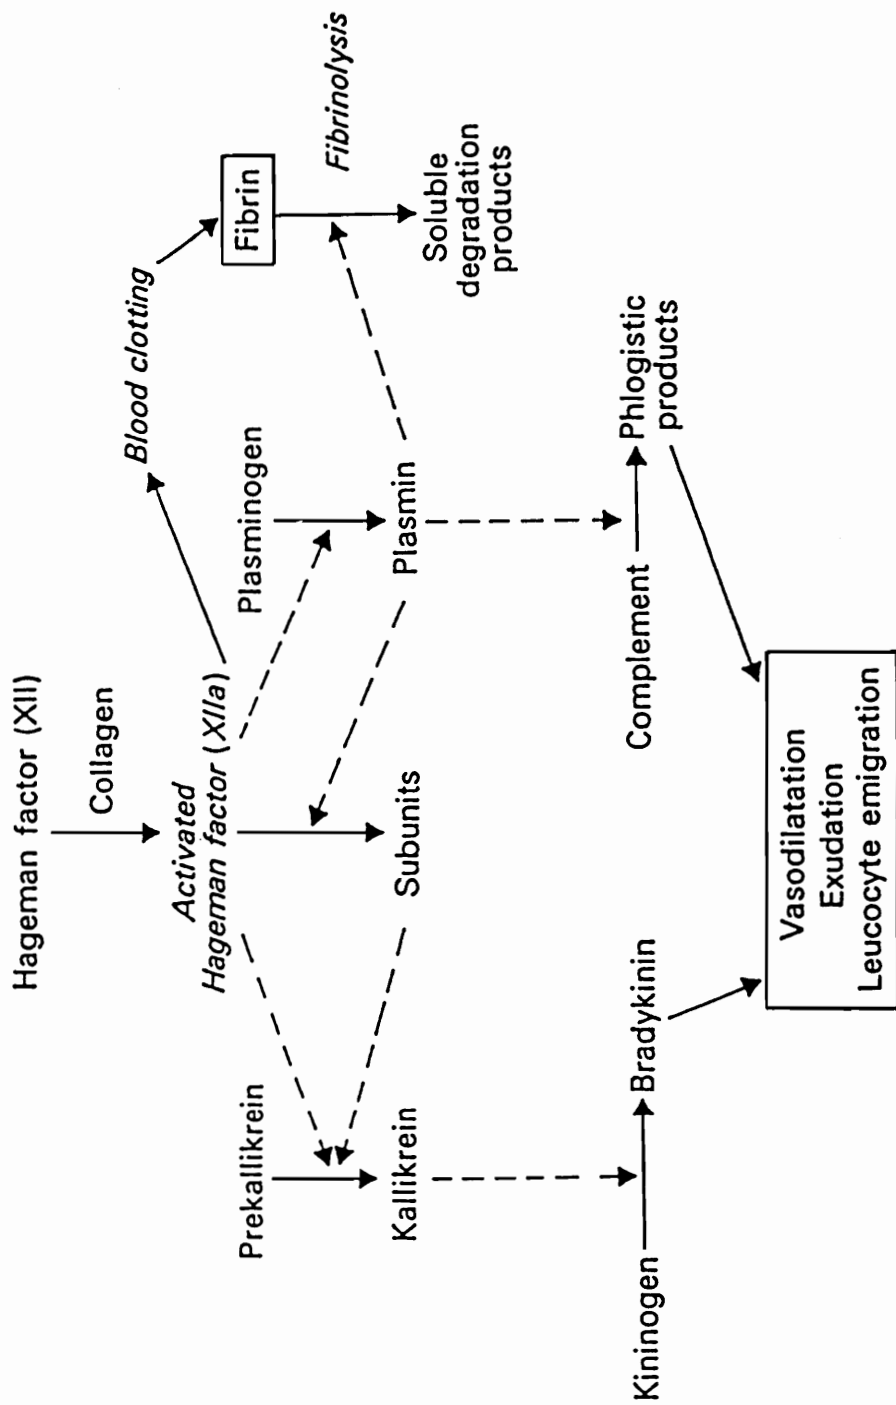 Hageman factor (XII)
Collagen
Activated
Hageman factor (XIIa)
Blood clotting
Prekallikrein
Plasminogen
Fibrin
Fibrinolysis
Kallikrein
Subunits
Plasmin
Soluble
degradation
products
Kininogen
Bradykinin
Complement
Phlogistic
products
Vasodilatation
Exudation
Leucocyte emigration